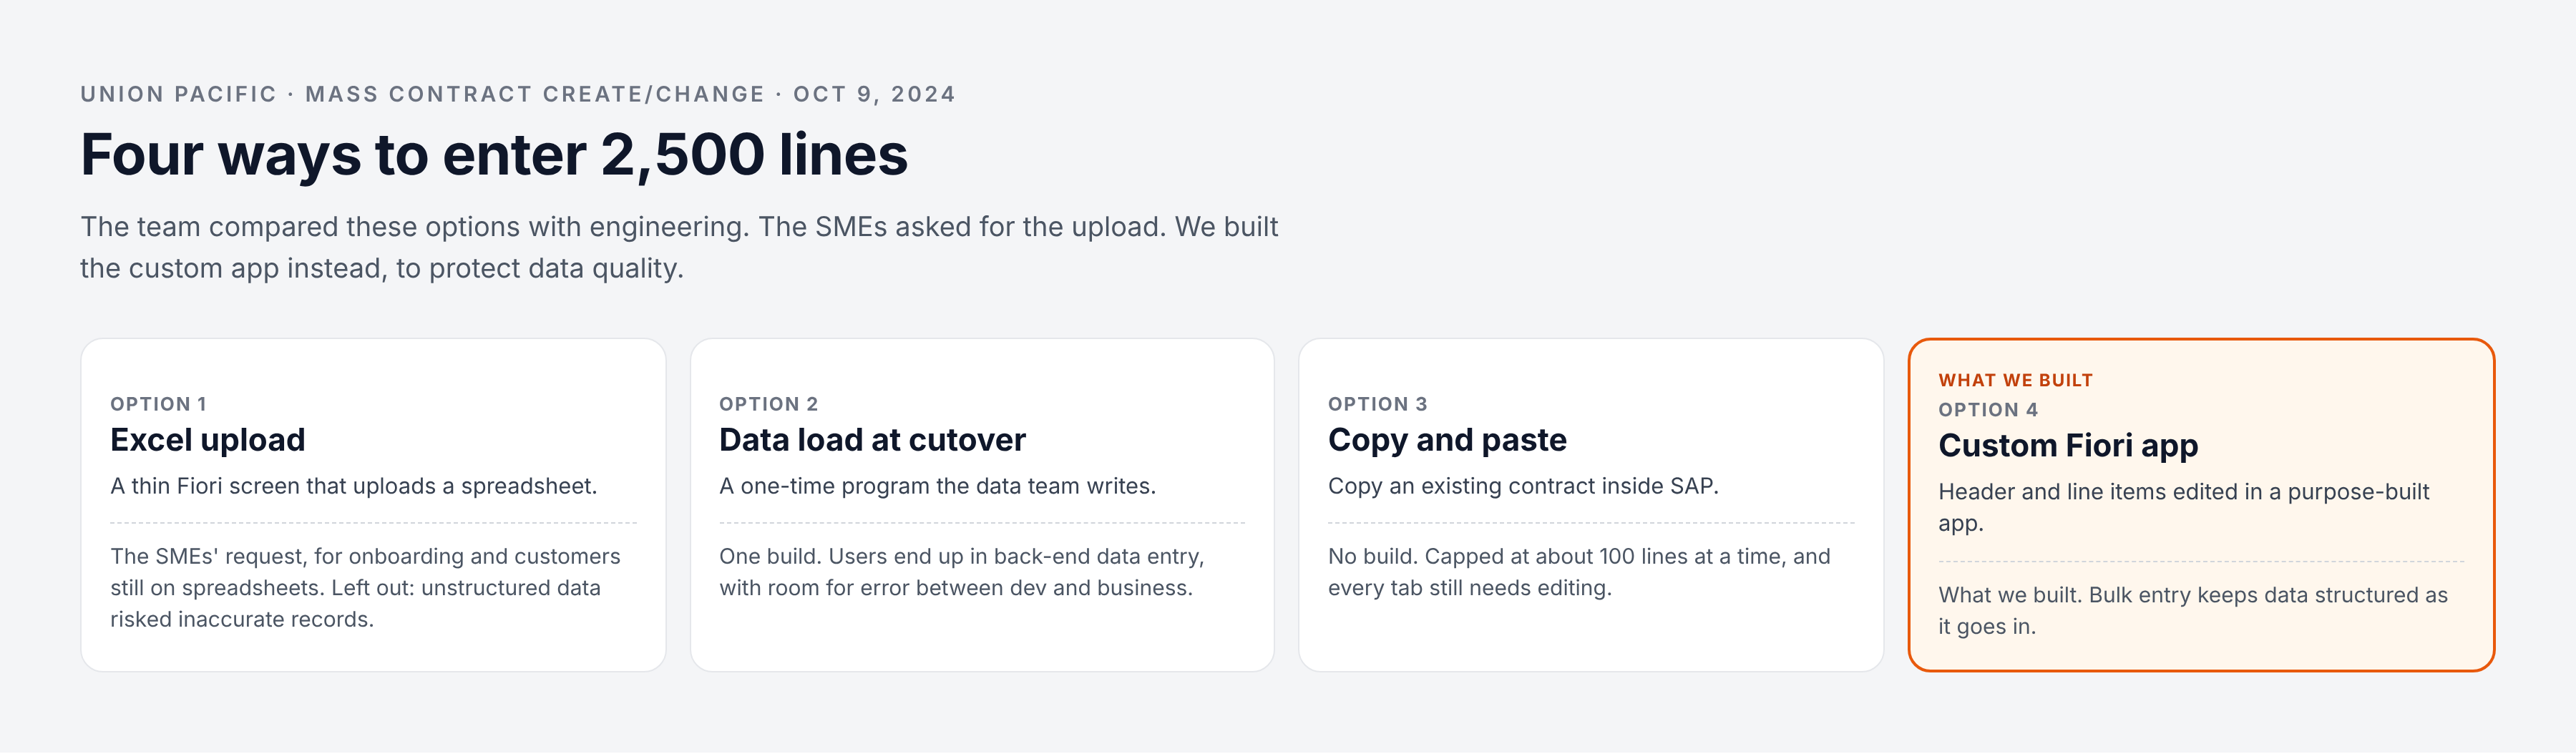 UNION PACIFIC · MASS CONTRACT CREATE/CHANGE · OCT 9, 2024
Four ways to enter 2,500 lines
The team compared these options with engineering. The SMEs asked for the upload. We built
the custom app instead, to protect data quality.
OPTION 1
Excel upload
A thin Fiori screen that uploads a spreadsheet.
The SMEs' request, for onboarding and customers
still on spreadsheets. Left out: unstructured data
risked inaccurate records.
OPTION 2
Data load at cutover
A one-time program the data team writes.
One build. Users end up in back-end data entry,
with room for error between dev and business.
OPTION 3
Copy and paste
Copy an existing contract inside SAP.
No build. Capped at about 100 lines at a time, and
every tab still needs editing.
WHAT WE BUILT
OPTION 4
Custom Fiori app
Header and line items edited in a purpose-built
app.
What we built. Bulk entry keeps data structured as
it goes in.